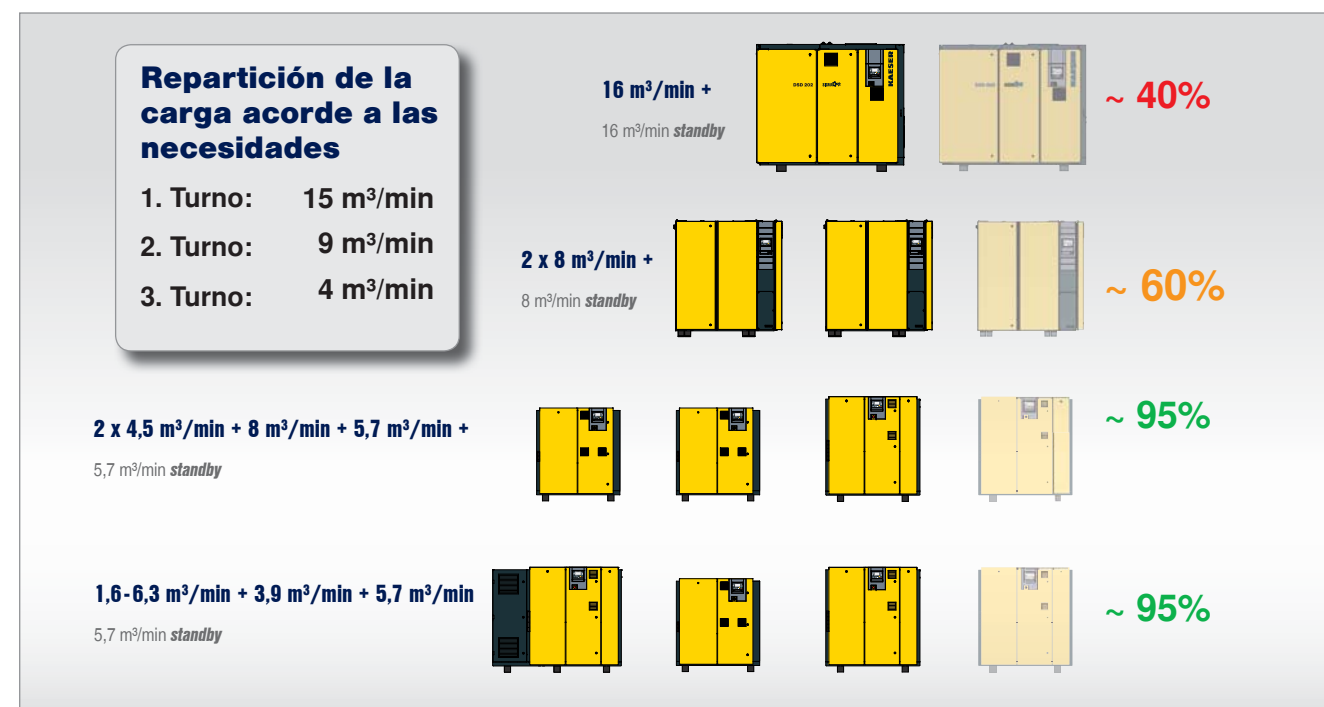 Repartición de la
carga acorde a las
necesidades
1. Turno: 15 m³/min
2. Turno: 9 m³/min
3. Turno: 4 m³/min
16 m³/min +
16 m³/min standby
DSD 202
KAESER
~ 40%
2 x 8 m³/min +
8 m³/min standby
~ 60%
2 x 4,5 m³/min + 8 m³/min + 5,7 m³/min +
5,7 m³/min standby
~ 95%
1,6-6,3 m³/min + 3,9 m³/min + 5,7 m³/min
5,7 m³/min standby
~ 95%